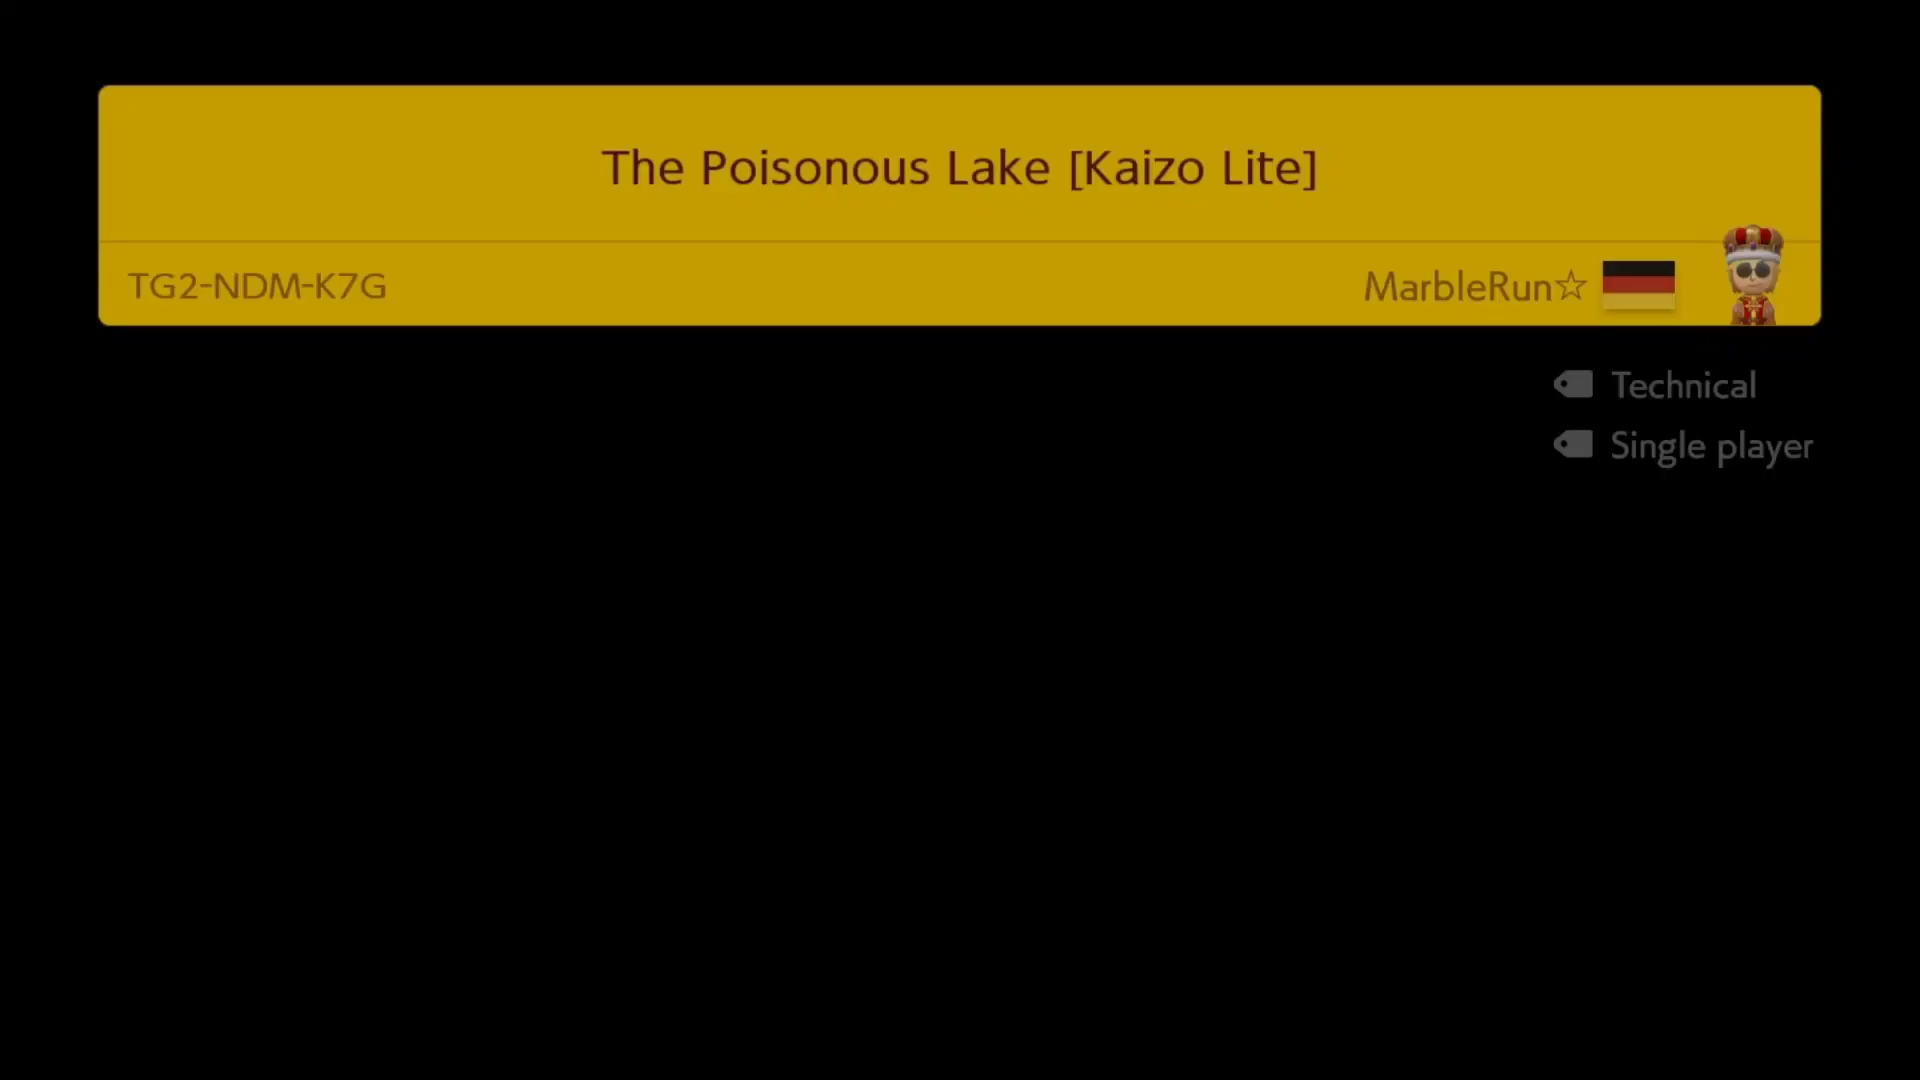 The Poisonous Lake [Kaizo Lite]
TG2-NDM-K7G
MarbleRun☆
Technical
Single player